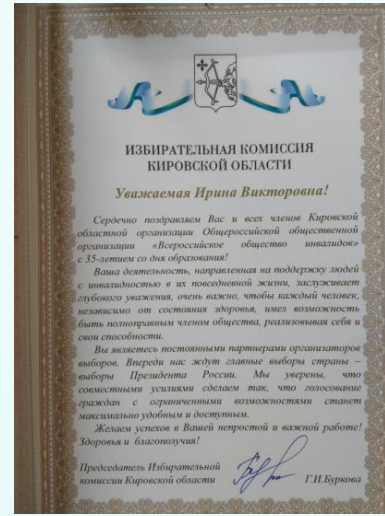 ИЗБИРАТЕЛЬНАЯ КОМИССИЯ
КИРОВСКОЙ ОБЛАСТИ
Уважаемая Ирина Викторовна!
Сердечно поздравляем Вас и всех членов Кировской
областной организации Общероссийской общественной
организации «Всероссийское общество инвалидов»
с 35-летием со дня образования!
Ваша деятельность, направленная на поддержку людей
с инвалидностью в их повседневной жизни, заслуживает
глубокого уважения, очень важно, чтобы каждый человек,
независимо от состояния здоровья, имел возможность
быть полноправным членом общества, реализовывая себя и
свои способности.
Вы являетесь постоянными партнерами организаторов
выборов. Впереди нас ждут главные выборы страны –
выборы Президента России. Мы уверены, что
совместными усилиями сделаем так, что голосование
граждан с ограниченными возможностями станет
максимально удобным и доступным.
Желаем успехов в Вашей непростой и важной работе!
Здоровья и благополучия!
Председатель Избирательной
комиссии Кировской области Г.И.Буркова